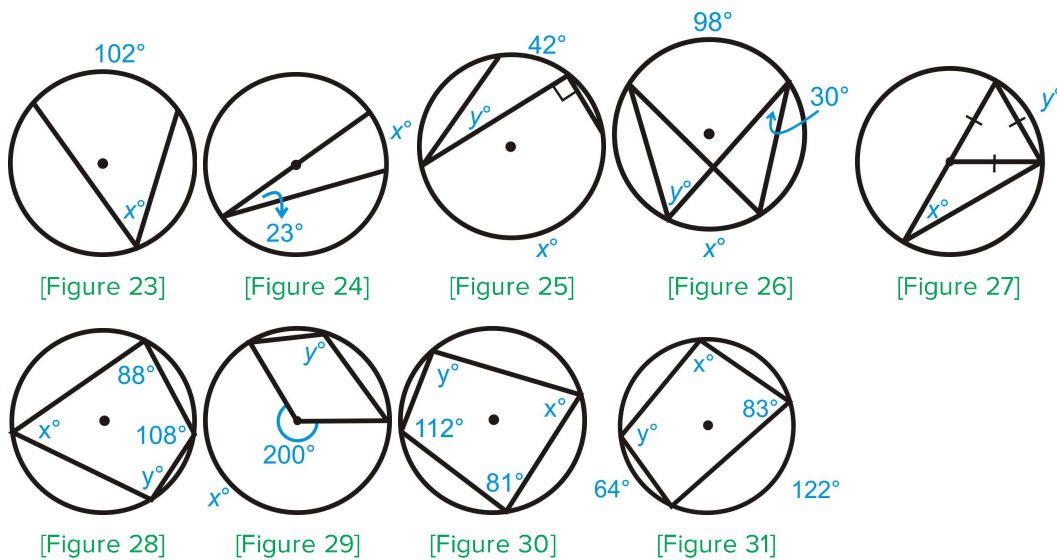 102° x°
x° 23°
42° y° x°
98° 30° y° x°
y° x°
[Figure 23] [Figure 24] [Figure 25] [Figure 26] [Figure 27]
88° x° 108° y°
y° 200° x°
y° x° 112° 81°
x° 83° y° 64° 122°
[Figure 28] [Figure 29] [Figure 30] [Figure 31]